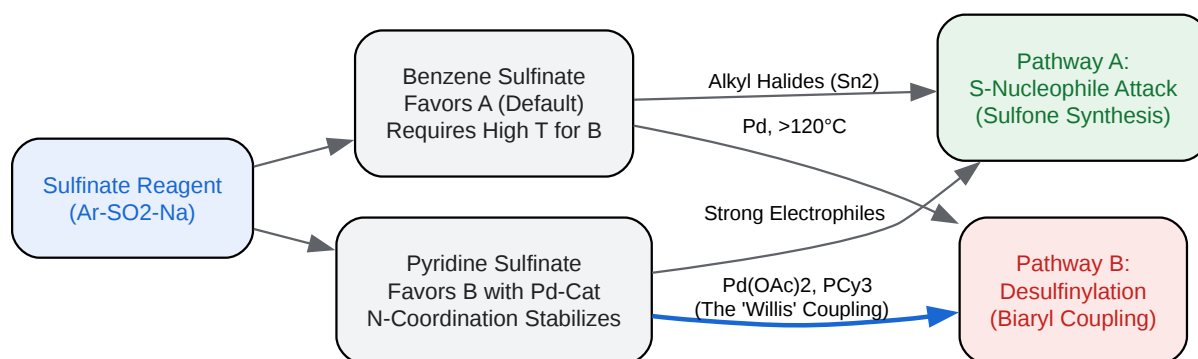 Sulfinate Reagent
(Ar-SO2-Na)
Benzene Sulfinate
Favors A (Default)
Requires High T for B
Pyridine Sulfinate
Favors B with Pd-Cat
N-Coordination Stabilizes
Alkyl Halides (Sn2)
Pd, >120°C
Strong Electrophiles
Pd(OAc)2, PCy3
(The 'Willis' Coupling)
Pathway A:
S-Nucleophile Attack
(Sulfone Synthesis)
Pathway B:
Desulfinylation
(Biaryl Coupling)